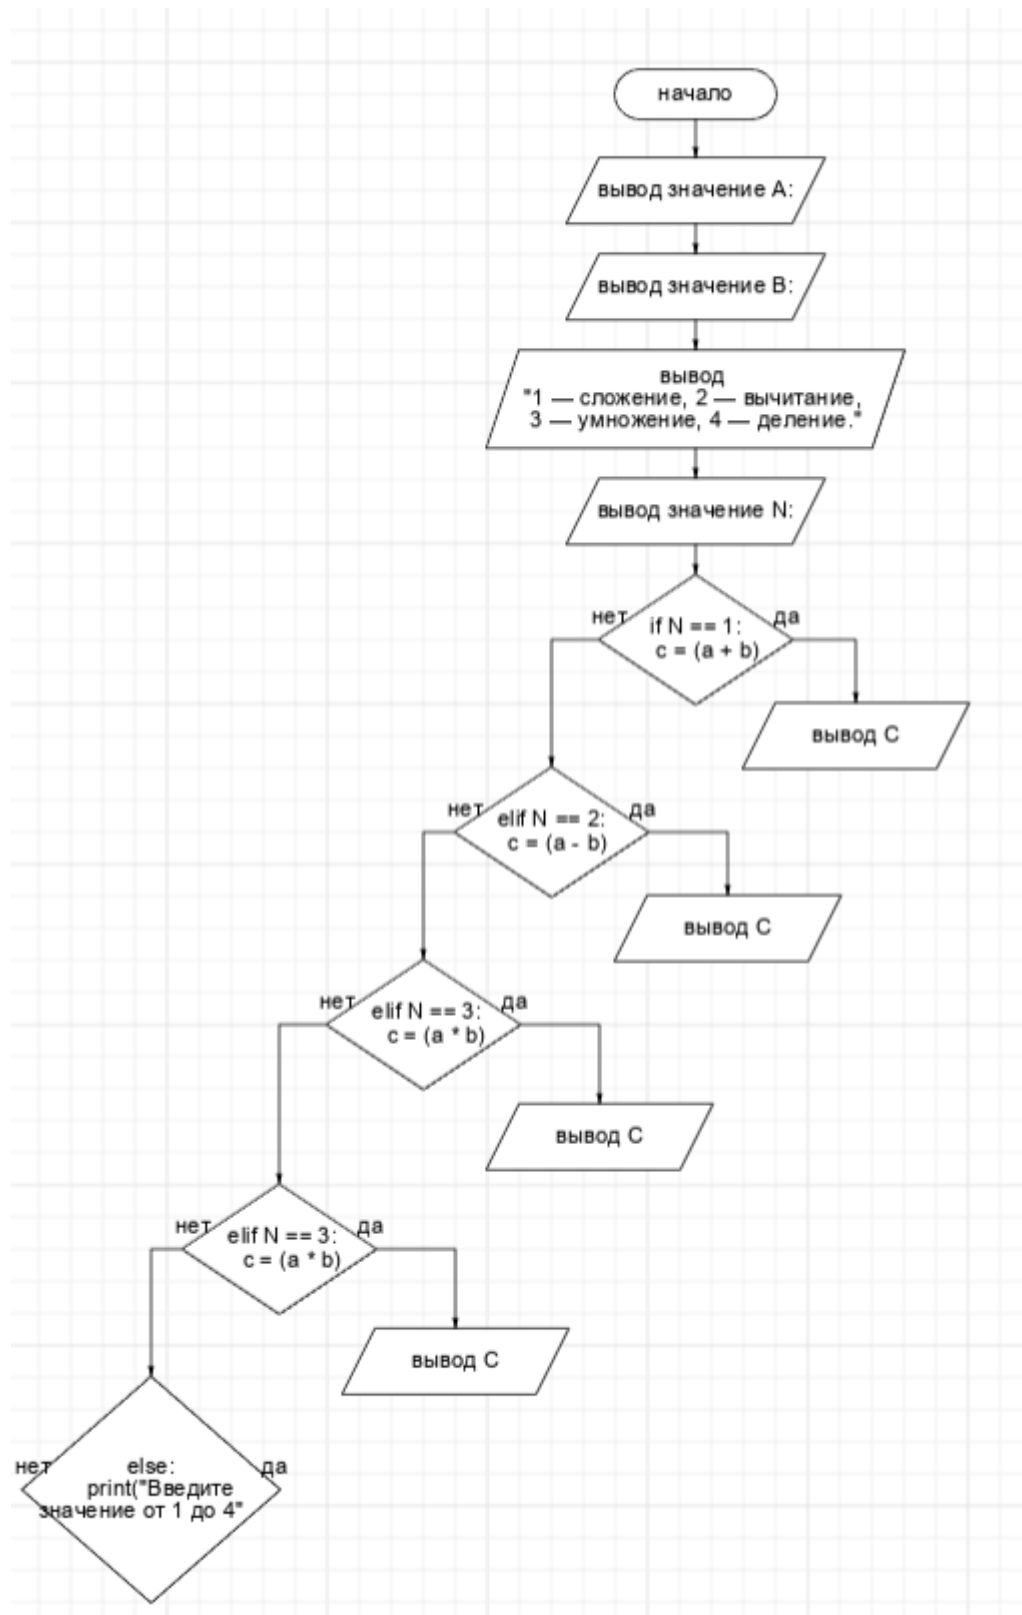 начало
вывод значение A:
вывод значение B:
вывод
"1 — сложение, 2 — вычитание,
3 — умножение, 4 — деление."
вывод значение N:
нет
да
if N == 1:
c = (a + b)
вывод C
нет
да
elif N == 2:
c = (a - b)
вывод C
нет
да
elif N == 3:
c = (a * b)
вывод C
нет
да
elif N == 3:
c = (a * b)
вывод C
нет
да
else:
print("Введите
значение от 1 до 4"